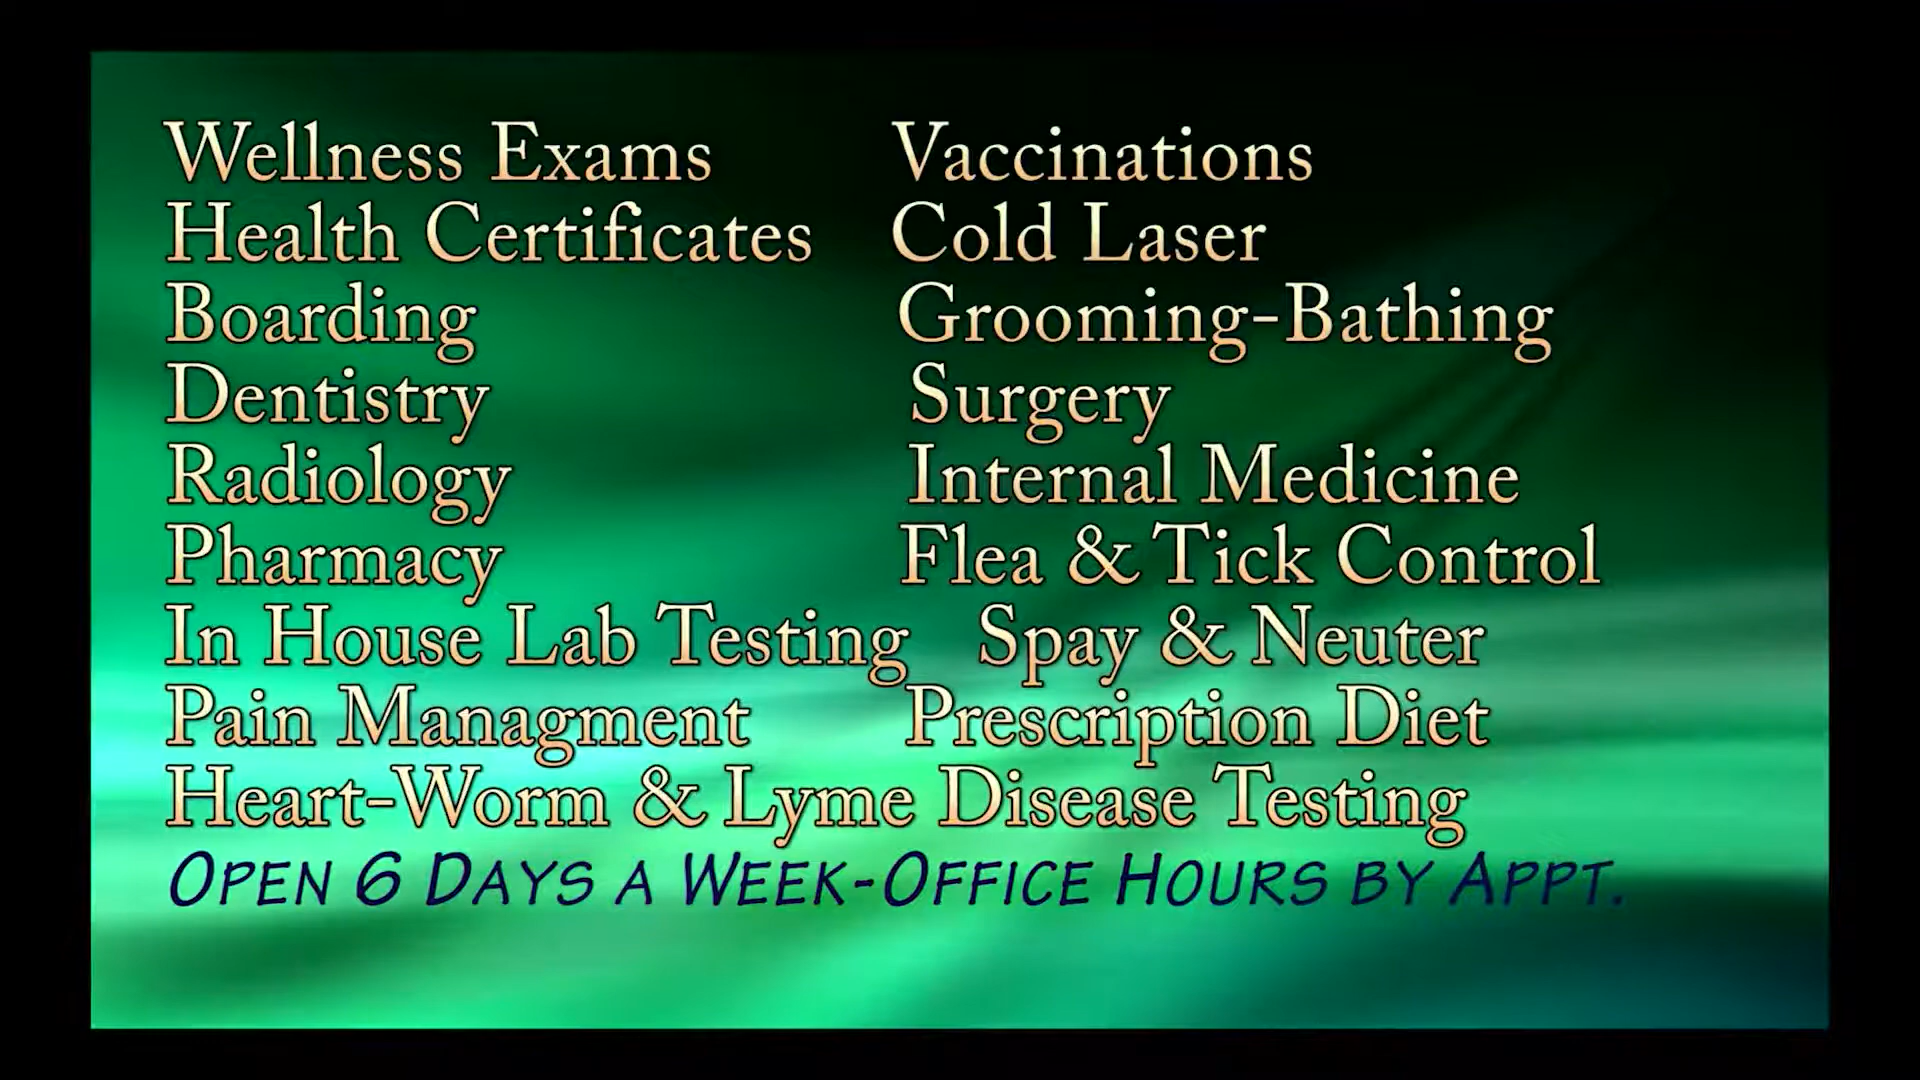 Wellness Exams Vaccinations
Health Certificates Cold Laser
Boarding Grooming-Bathing
Dentistry Surgery
Radiology Internal Medicine
Pharmacy Flea & Tick Control
In House Lab Testing Spay & Neuter
Pain Managment Prescription Diet
Heart-Worm & Lyme Disease Testing
OPEN 6 DAYS A WEEK-OFFICE HOURS BY APPT.